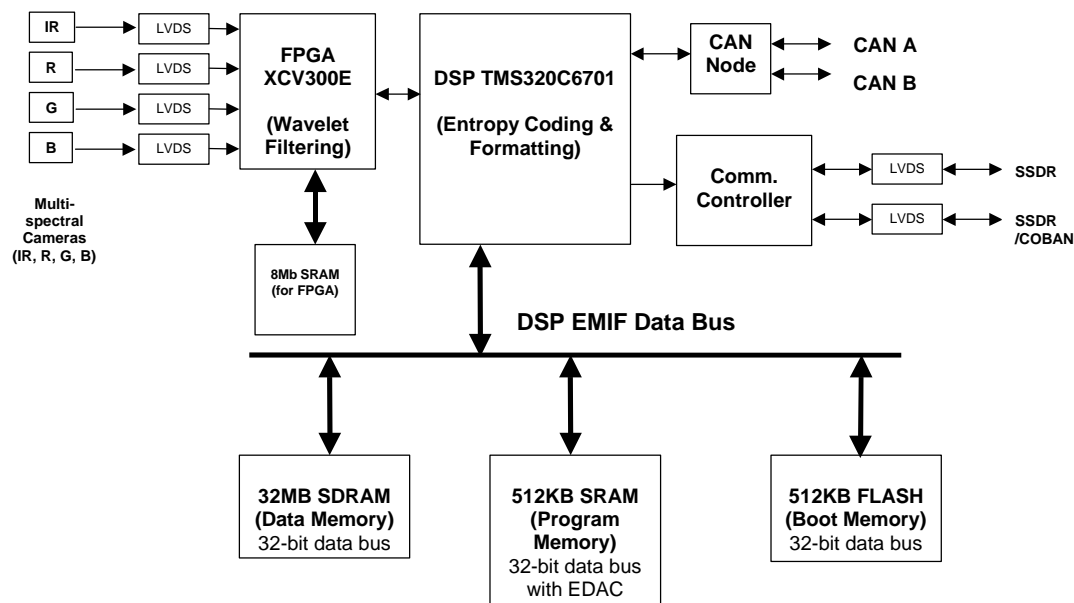 IR
LVDS
R
LVDS
G
LVDS
B
LVDS
Multi-
spectral
Cameras
(IR, R, G, B)
FPGA
XCV300E
(Wavelet
Filtering)
8Mb SRAM
(for FPGA)
DSP TMS320C6701
(Entropy Coding &
Formatting)
CAN
Node
CAN A
CAN B
Comm.
Controller
LVDS
SSDR
LVDS
SSDR
/COBAN
DSP EMIF Data Bus
32MB SDRAM
(Data Memory)
32-bit data bus
512KB SRAM
(Program
Memory)
32-bit data bus
with EDAC
512KB FLASH
(Boot Memory)
32-bit data bus